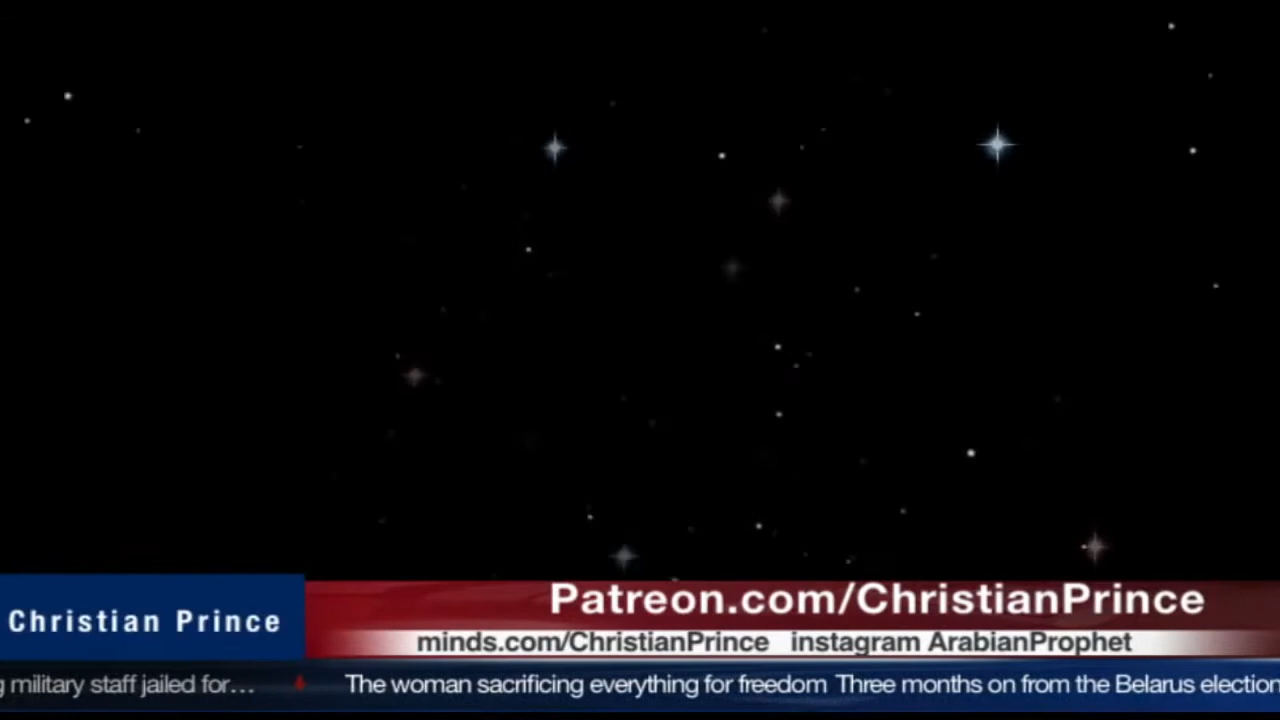 Patreon.com/ChristianPrince
Christian Prince
minds.com/ChristianPrince instagram ArabianProphet
military staff jailed for... The woman sacrificing everything for freedom Three months on from the Belarus election